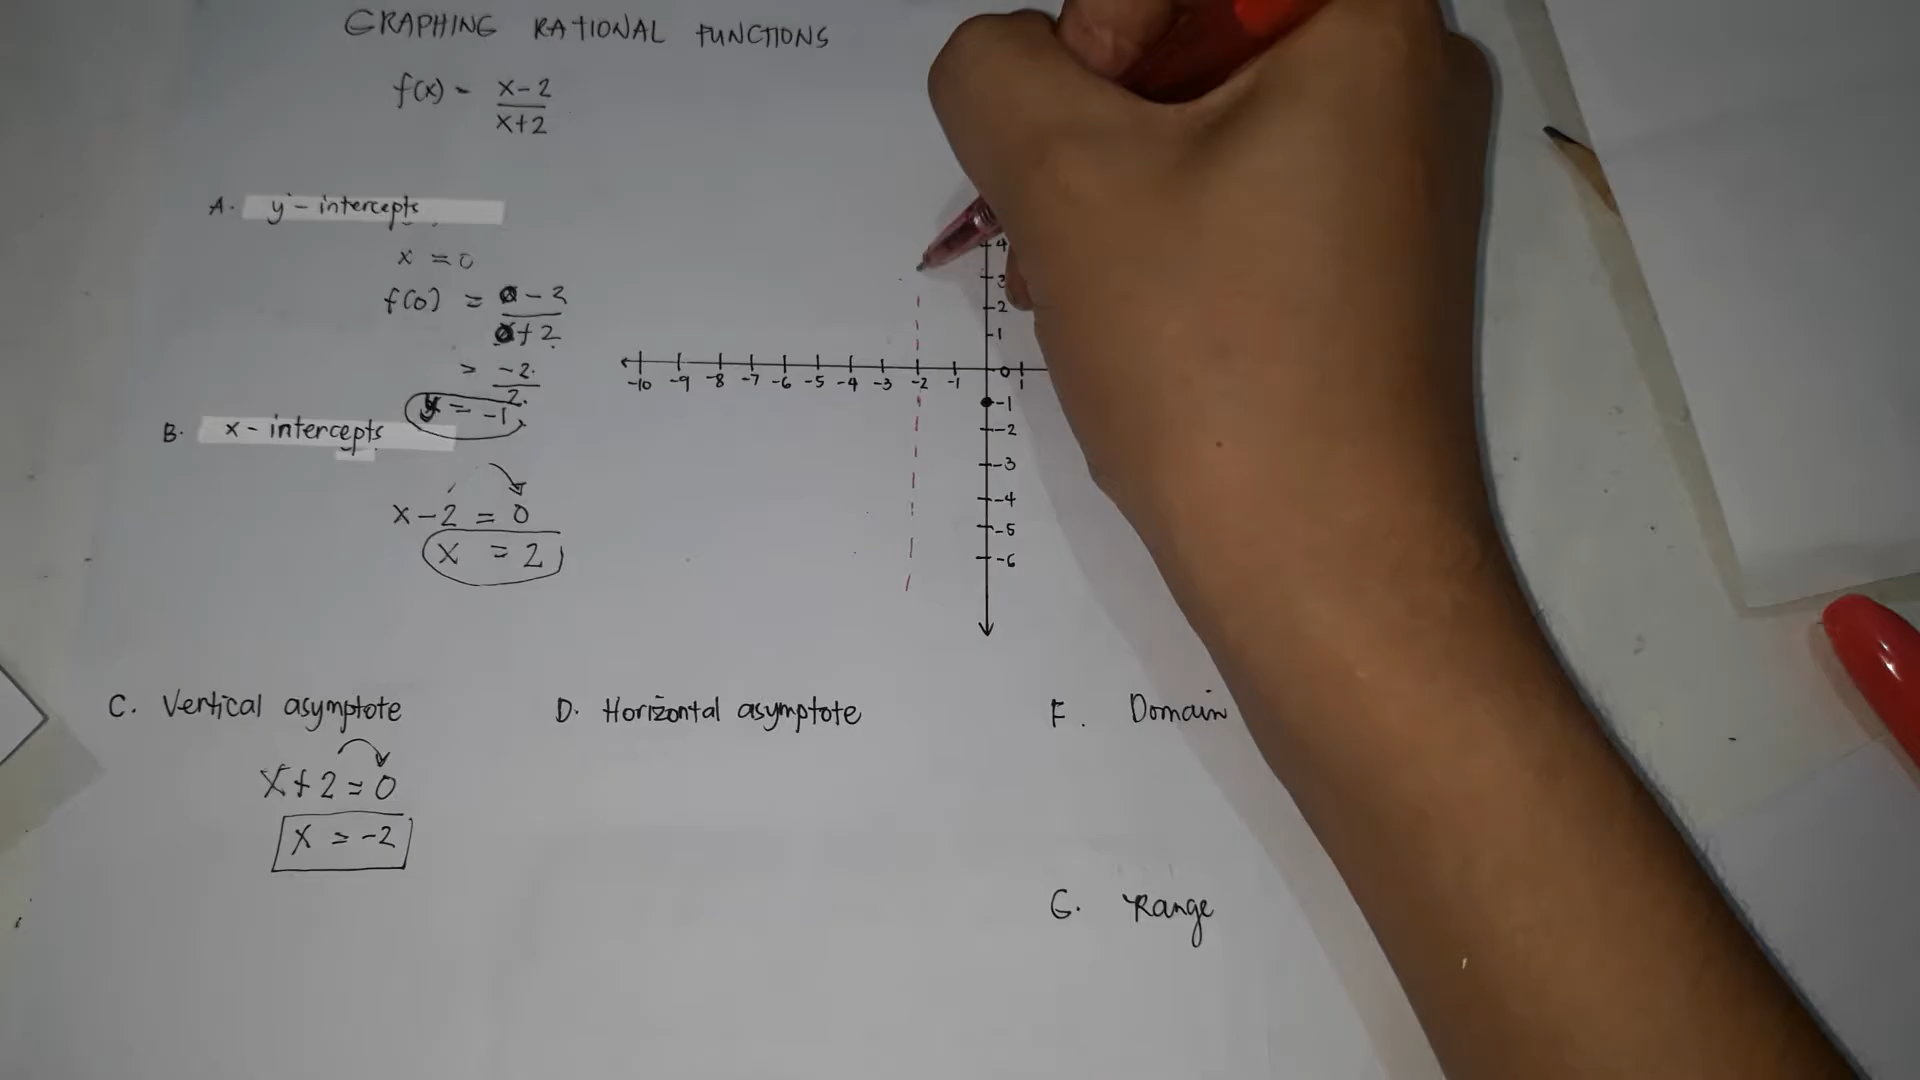 GRAPHING RATIONAL FUNCTIONS
f(x) - x-2
x+2
A. y - intercepts
x = 0
f(0) = 0 - 2
0 + 2
= -2
2
y = -1
B. x - intercepts
x - 2 = 0
x = 2
4
3
2
1
-10 -9 -8 -7 -6 -5 -4 -3 -2 -1 0 1
-1
-2
-3
-4
-5
-6
C. Vertical asymptote
x + 2 = 0
x = -2
D. Horizontal asymptote
F. Domain
G. Range